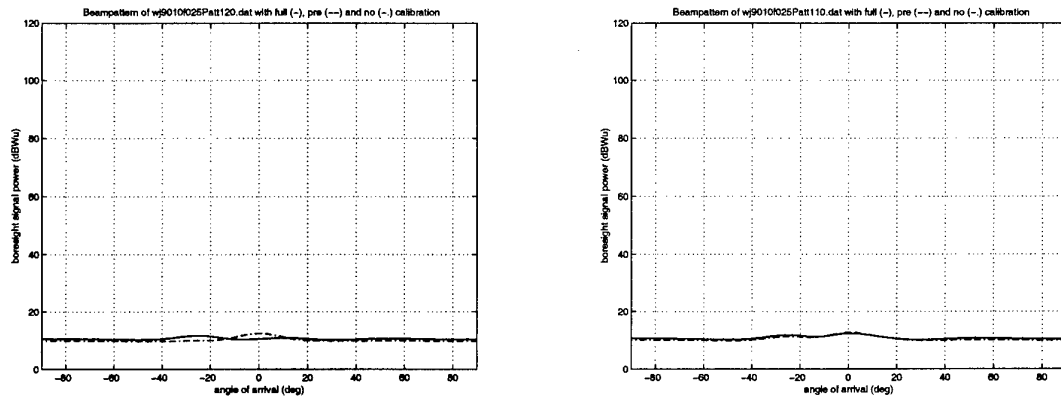 Beampattern of wj9010f025Patt120.dat with full (-), pre (--) and no (-.) calibration
120
100
80
60
40
20
0
boresight signal power (dBWu)
-80 -60 -40 -20 0 20 40 60 80
angle of arrival (deg)
Beampattern of wj9010f025Patt110.dat with full (-), pre (--) and no (-.) calibration
120
100
80
60
40
20
0
boresight signal power (dBWu)
-80 -60 -40 -20 0 20 40 60 80
angle of arrival (deg)